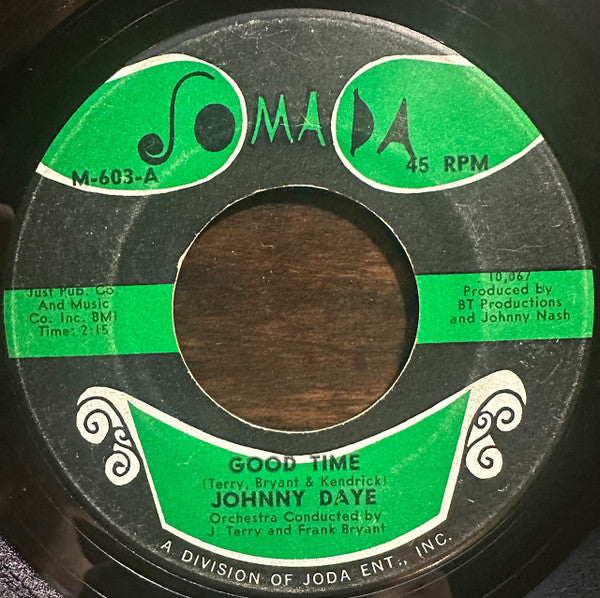 SOMADA
M-603-A
45 RPM
Just Pub. Co
And Music
Co. Inc. BMI
Time: 2:15
10,067
Produced by
BT Productions
and Johnny Nash
GOOD TIME
(Terry, Bryant & Kendrick)
JOHNNY DAYE
Orchestra Conducted by
J. Terry and Frank Bryant
A DIVISION OF JODA ENT., INC.